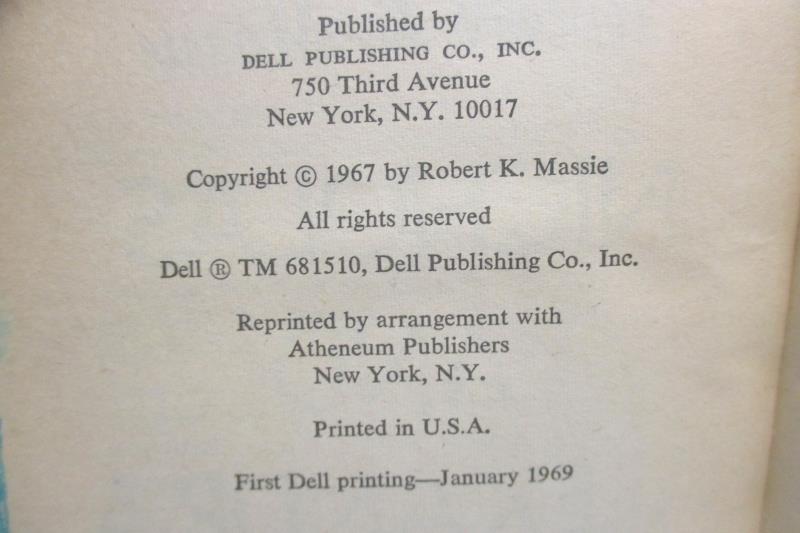 Published by
DELL PUBLISHING CO., INC.
750 Third Avenue
New York, N.Y. 10017
Copyright © 1967 by Robert K. Massie
All rights reserved
Dell ® TM 681510, Dell Publishing Co., Inc.
Reprinted by arrangement with
Atheneum Publishers
New York, N.Y.
Printed in U.S.A.
First Dell printing—January 1969